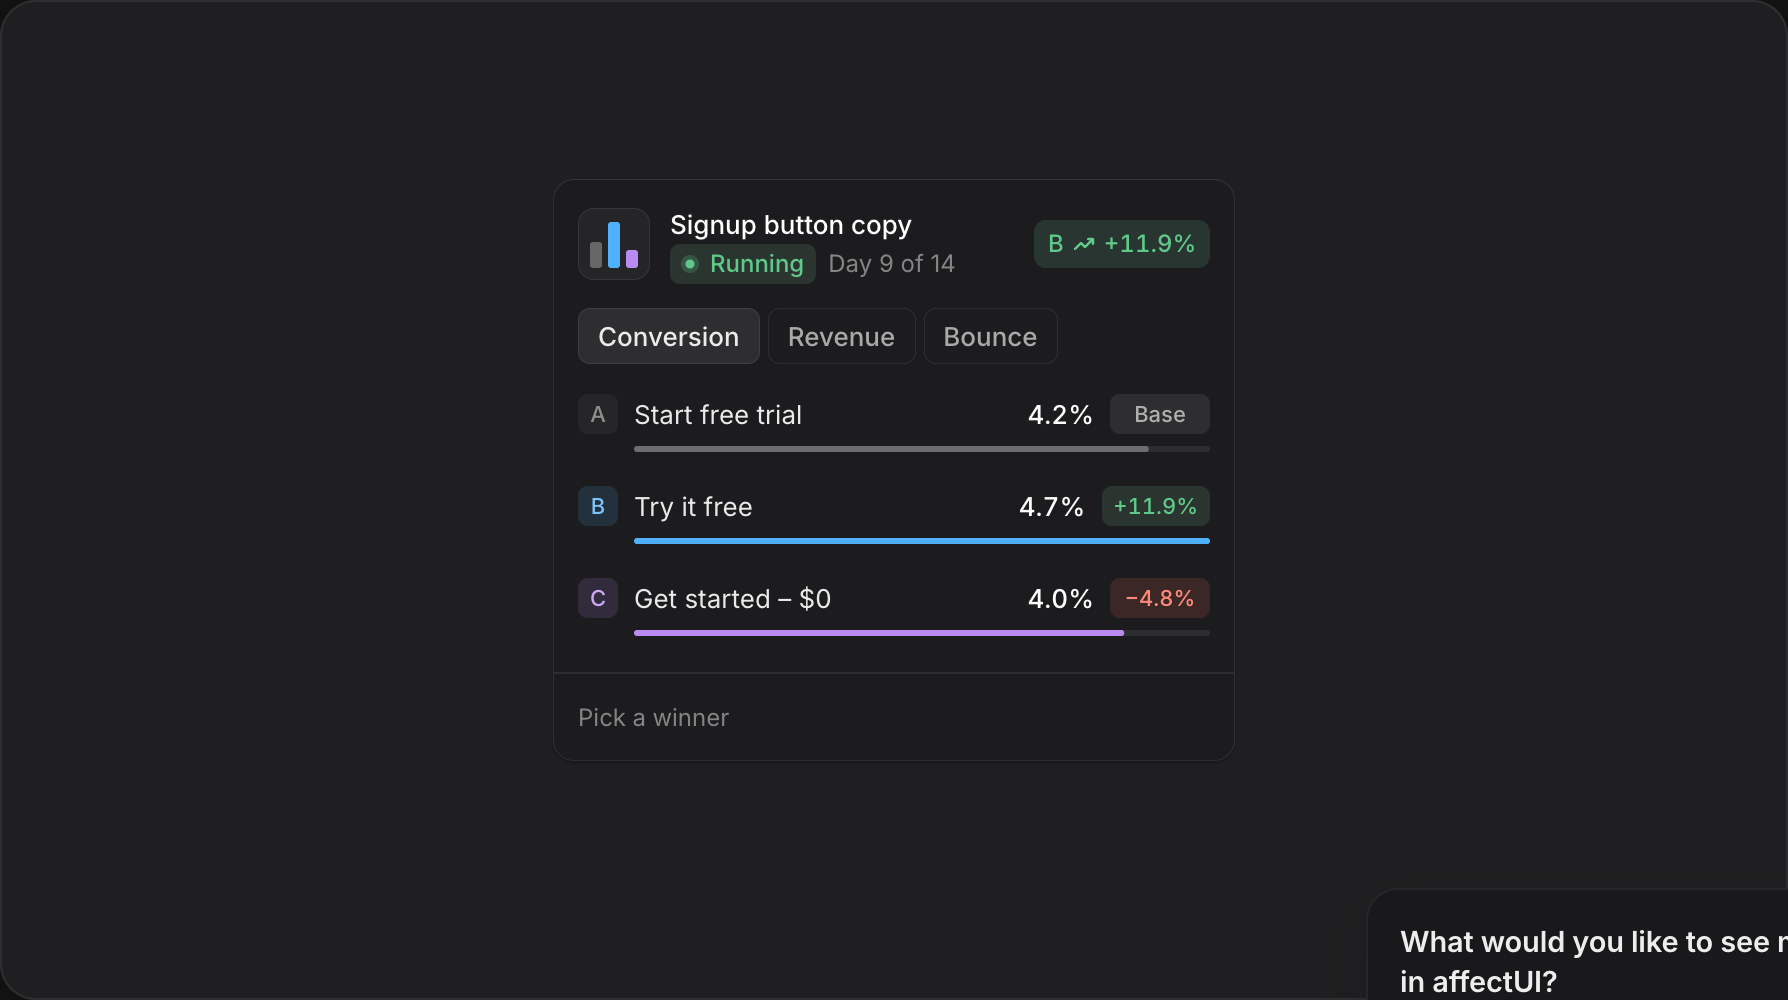 Signup button copy
Running Day 9 of 14
B +11.9%
Conversion Revenue Bounce
A Start free trial 4.2% Base
B Try it free 4.7% +11.9%
C Get started – $0 4.0% −4.8%
Pick a winner
What would you like to see
in affectUI?